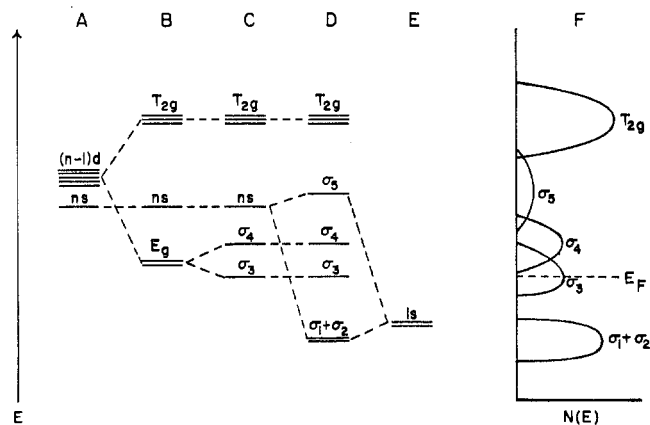 A B C D E F
T₂g T₂g T₂g
T₂g
(n-1)d
σ₅
ns ns ns
σ₅
σ₄ σ₄
σ₄
Eg
σ₃ σ₃
σ₃
E_F
1s
σ₁+σ₂
σ₁+σ₂
E
N(E)